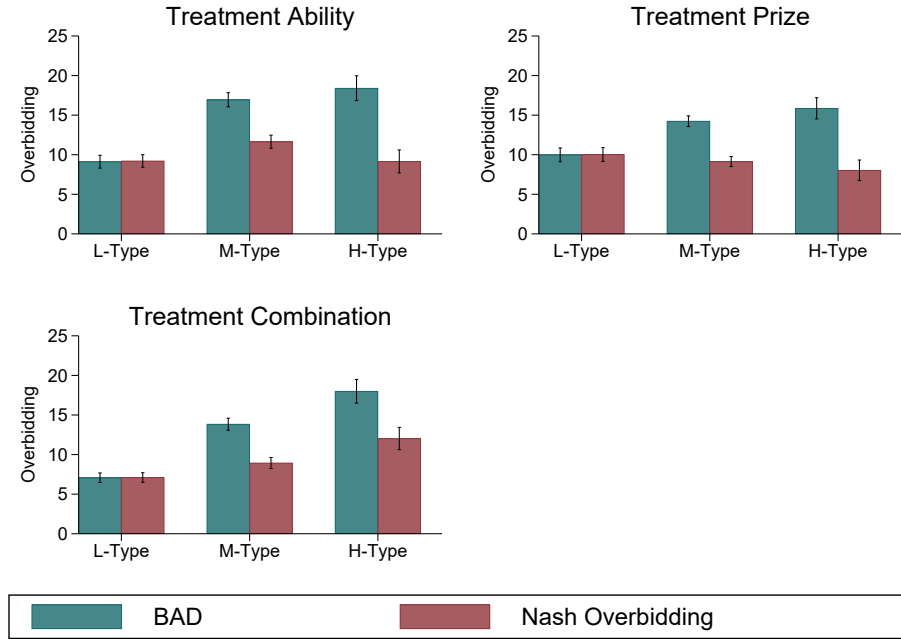 Treatment Ability
25
20
15
10
5
0
Overbidding
L-Type M-Type H-Type
Treatment Prize
25
20
15
10
5
0
Overbidding
L-Type M-Type H-Type
Treatment Combination
25
20
15
10
5
0
Overbidding
L-Type M-Type H-Type
BAD Nash Overbidding